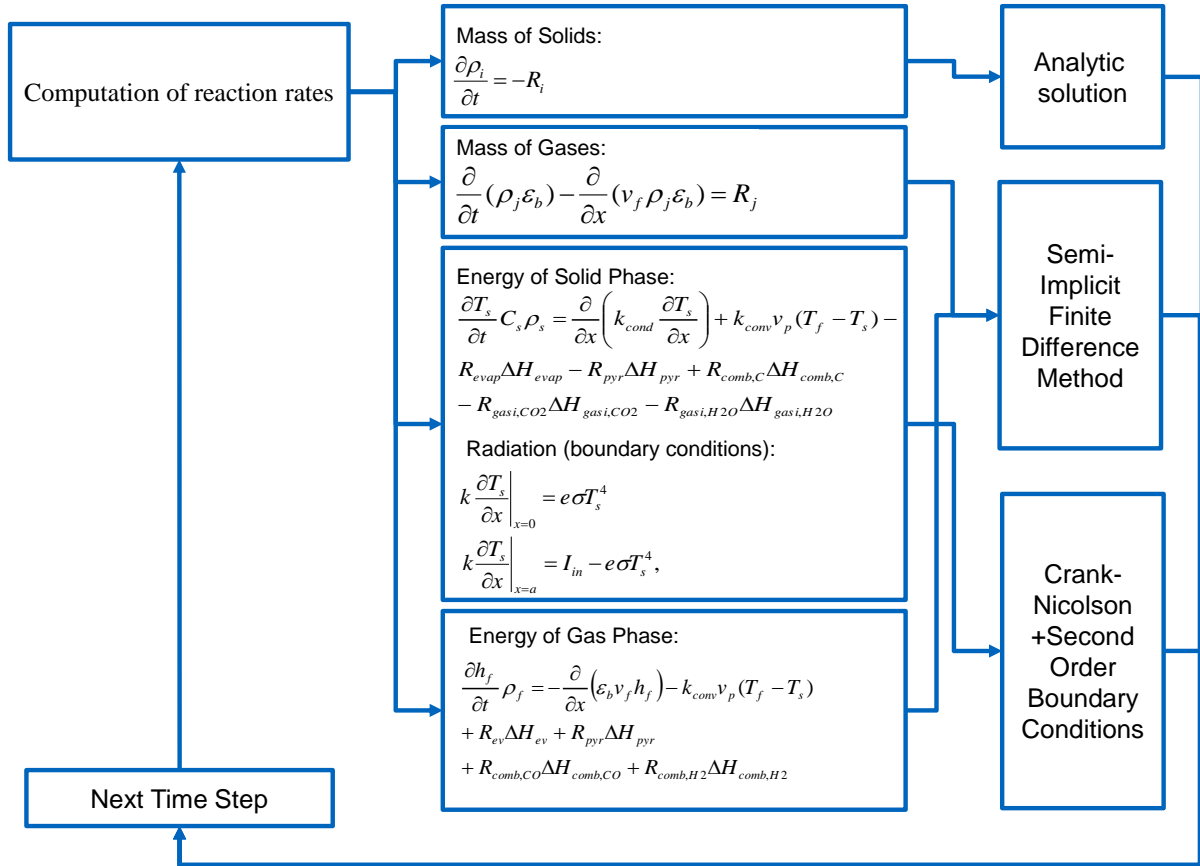 Computation of reaction rates
Mass of Solids:
∂ρ_i/∂t = −R_i
Mass of Gases:
∂/∂t (ρ_j ε_b) − ∂/∂x (v_f ρ_j ε_b) = R_j
Energy of Solid Phase:
∂T_s/∂t C_s ρ_s = ∂/∂x (k_cond ∂T_s/∂x) + k_conv v_p (T_f − T_s) −
R_evap ΔH_evap − R_pyr ΔH_pyr + R_comb,C ΔH_comb,C
− R_gasi,CO2 ΔH_gasi,CO2 − R_gasi,H2O ΔH_gasi,H2O
Radiation (boundary conditions):
k ∂T_s/∂x |_x=0 = eσT_s^4
k ∂T_s/∂x |_x=a = I_in − eσT_s^4,
Energy of Gas Phase:
∂h_f/∂t ρ_f = −∂/∂x (ε_b v_f h_f) − k_conv v_p (T_f − T_s)
+ R_ev ΔH_ev + R_pyr ΔH_pyr
+ R_comb,CO ΔH_comb,CO + R_comb,H2 ΔH_comb,H2
Analytic
solution
Semi-
Implicit
Finite
Difference
Method
Crank-
Nicolson
+Second
Order
Boundary
Conditions
Next Time Step